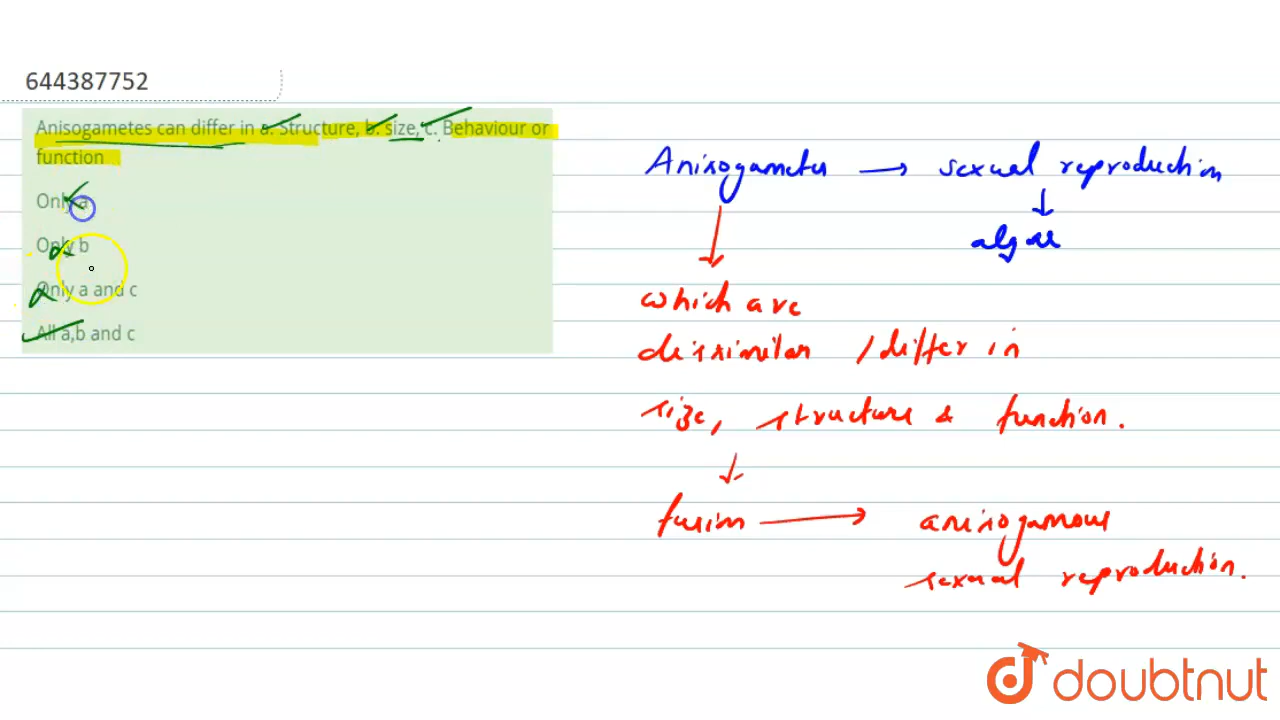 644387752
Anisogametes can differ in a. Structure, b. size, c. Behaviour or
function
Only a
Only b
Only a and c
All a,b and c
Anisogametes → sexual reproduction
↓
algae
↓
which are
dissimilar / differ in
size, structure & function.
↓
fusion → anisogamous
sexual reproduction.
doubtnut